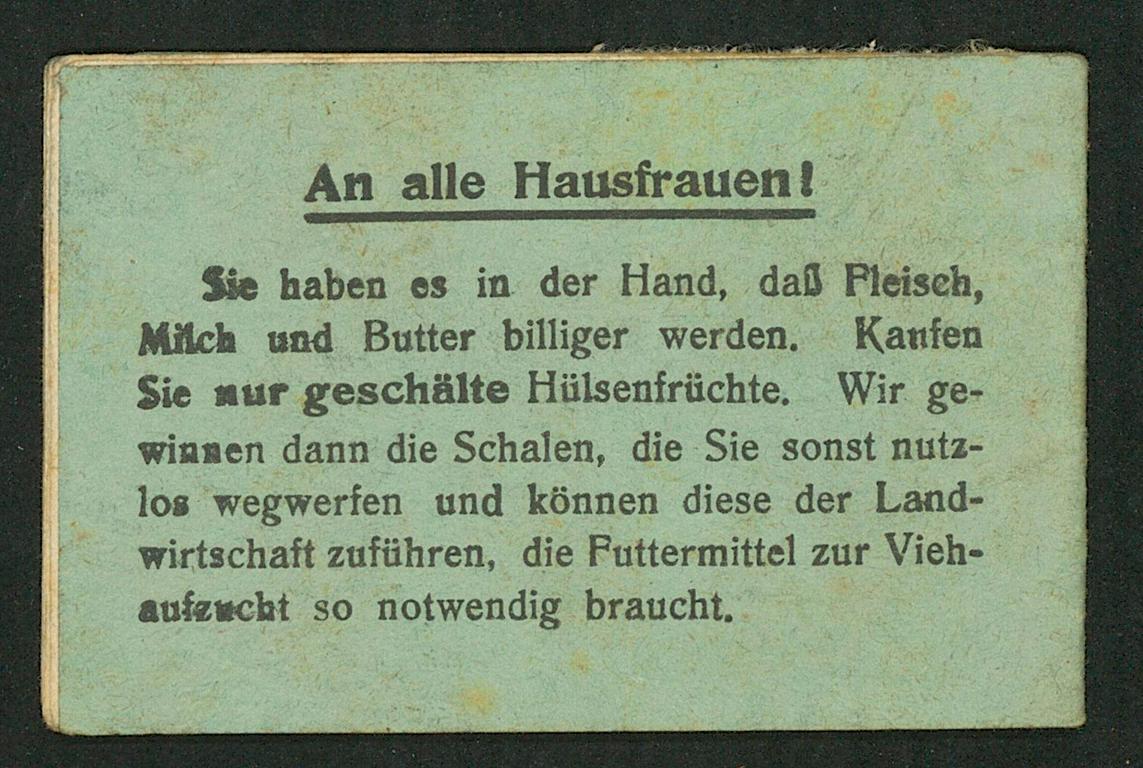 An alle Hausfrauen!
Sie haben es in der Hand, daß Fleisch,
Milch und Butter billiger werden. Kaufen
Sie nur geschälte Hülsenfrüchte. Wir ge-
winnen dann die Schalen, die Sie sonst nutz-
los wegwerfen und können diese der Land-
wirtschaft zuführen, die Futtermittel zur Vieh-
aufzucht so notwendig braucht.